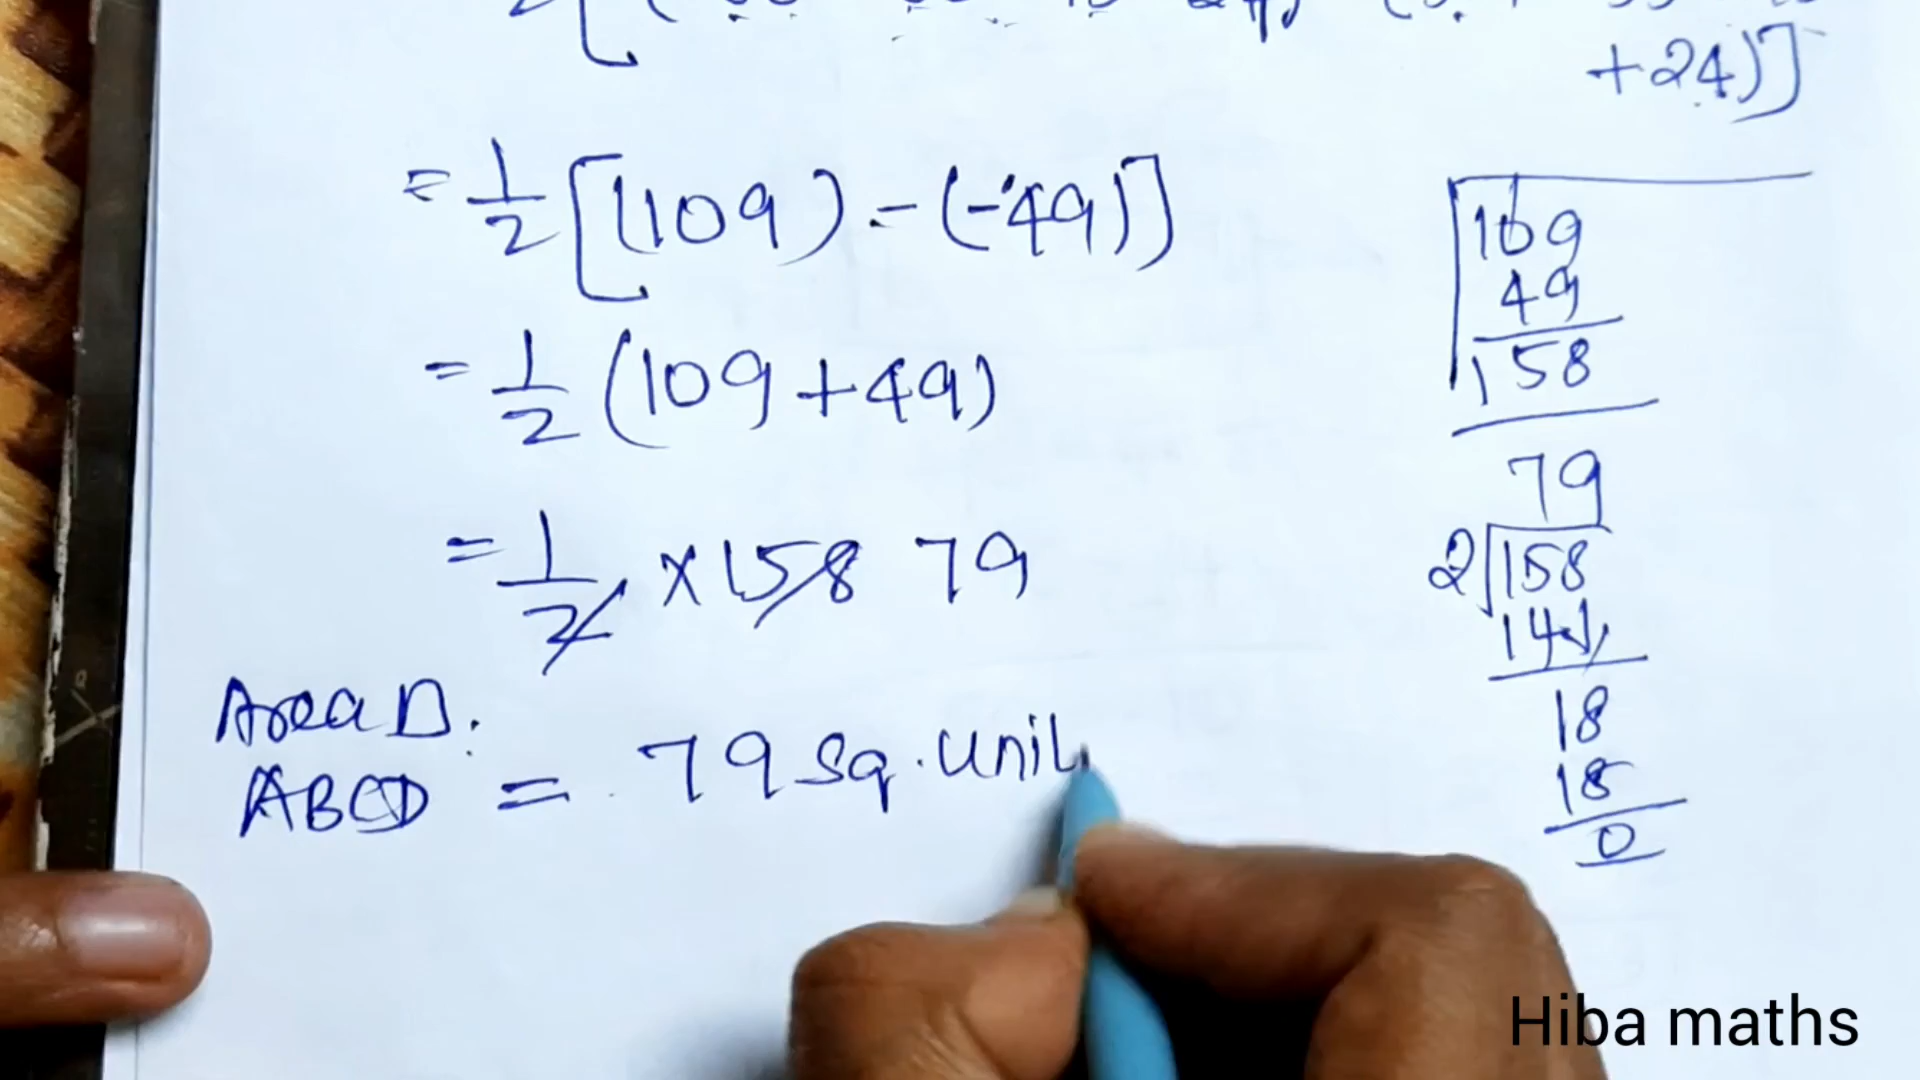 +24)]
= 1/2 [(109) - (-49)]
= 1/2 (109 + 49)
= 1/2 × 158 79
Area D.
ABCD = 79 Sq. Unit
109
49
158
79
2 158
14
18
18
0
Hiba maths